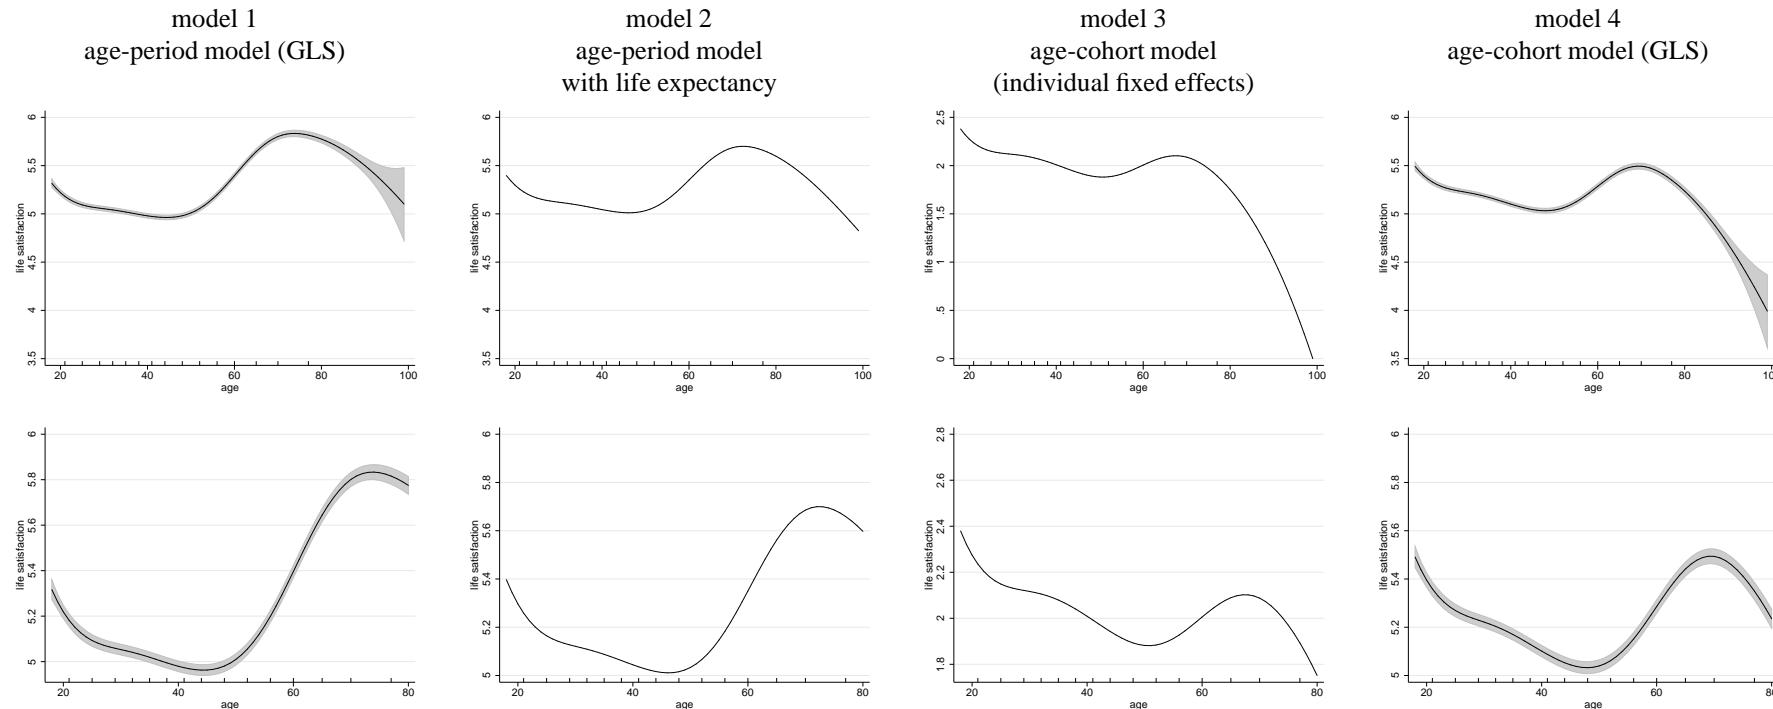 model 1
age-period model (GLS)
model 2
age-period model
with life expectancy
model 3
age-cohort model
(individual fixed effects)
model 4
age-cohort model (GLS)
life satisfaction
3.5 4 4.5 5 5.5 6
20 40 60 80 100
age
life satisfaction
3.5 4 4.5 5 5.5 6
20 40 60 80 100
age
life satisfaction
0 .5 1 1.5 2 2.5
20 40 60 80 100
age
life satisfaction
3.5 4 4.5 5 5.5 6
20 40 60 80 10
age
life satisfaction
5 5.2 5.4 5.6 5.8 6
20 40 60 80
age
life satisfaction
5 5.2 5.4 5.6 5.8 6
20 40 60 80
age
life satisfaction
1.8 2 2.2 2.4 2.6 2.8
20 40 60 80
age
life satisfaction
5 5.2 5.4 5.6 5.8 6
20 40 60 80
age